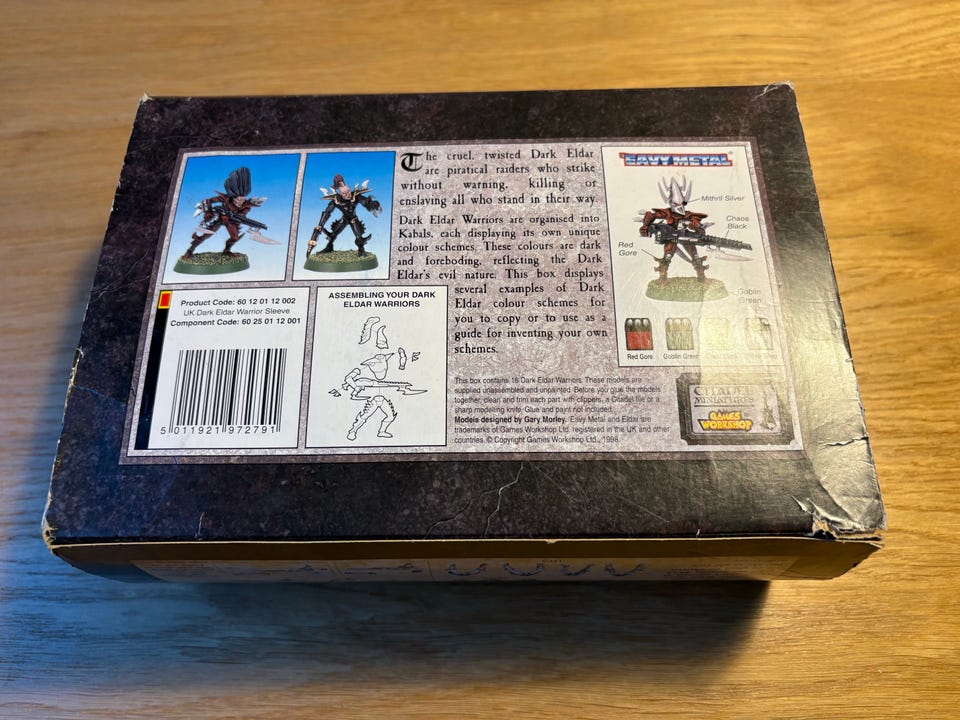 The cruel, twisted Dark Eldar
are piratical raiders who strike
without warning, killing or
enslaving all who stand in their way.
Dark Eldar Warriors are organised into
Kabals, each displaying its own unique
colour schemes. These colours are dark
and foreboding, reflecting the Dark
Eldar's evil nature. This box displays
several examples of Dark
Eldar colour schemes for
you to copy or to use as a
guide for inventing your own
schemes.
'EAVY METAL
Mithril Silver
Chaos
Black
Red
Gore
Goblin
Green
Red Gore
Goblin Green
Product Code: 60 12 01 12 002
UK Dark Eldar Warrior Sleeve
Component Code: 60 25 01 12 001
5 011921 972791
ASSEMBLING YOUR DARK
ELDAR WARRIORS
This box contains 16 Dark Eldar Warriors. These models are
supplied unassembled and unpainted. Before you glue the models
together, clean and trim each part with clippers, a Citadel file or a
sharp modelling knife. Glue and paint not included.
Models designed by Gary Morley. Eavy Metal and Eldar are
trademarks of Games Workshop Ltd. registered in the UK and other
countries. © Copyright Games Workshop Ltd., 1998.
CITADEL
MINIATURES
GAMES
WORKSHOP